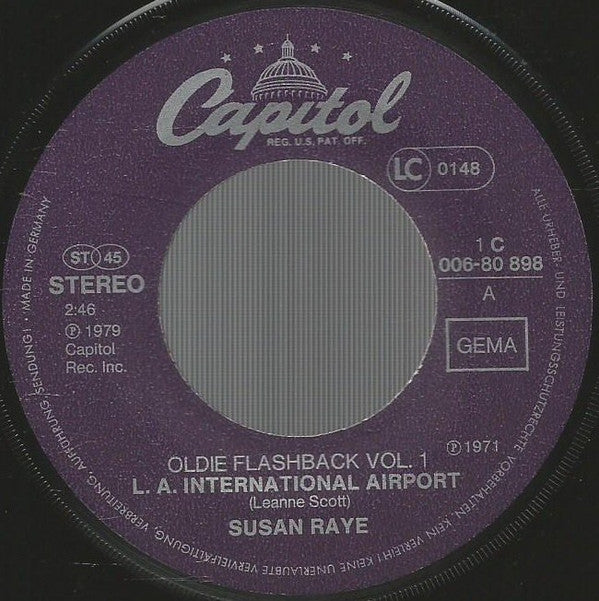 Capitol
REG. U.S. PAT. OFF.
LC 0148
1 C
006-80 898
A
GEMA
ST 45
STEREO
2:46
Ⓟ 1979
Capitol
Rec. Inc.
Ⓟ 1971
OLDIE FLASHBACK VOL. 1
L. A. INTERNATIONAL AIRPORT
(Leanne Scott)
SUSAN RAYE
ALLE URHEBER- UND LEISTUNGSSCHUTZRECHTE VORBEHALTEN. KEIN VERLEIH! KEINE UNERLAUBTE VERVIELFÄLTIGUNG, VERBREITUNG, AUFFÜHRUNG, SENDUNG! • MADE IN GERMANY